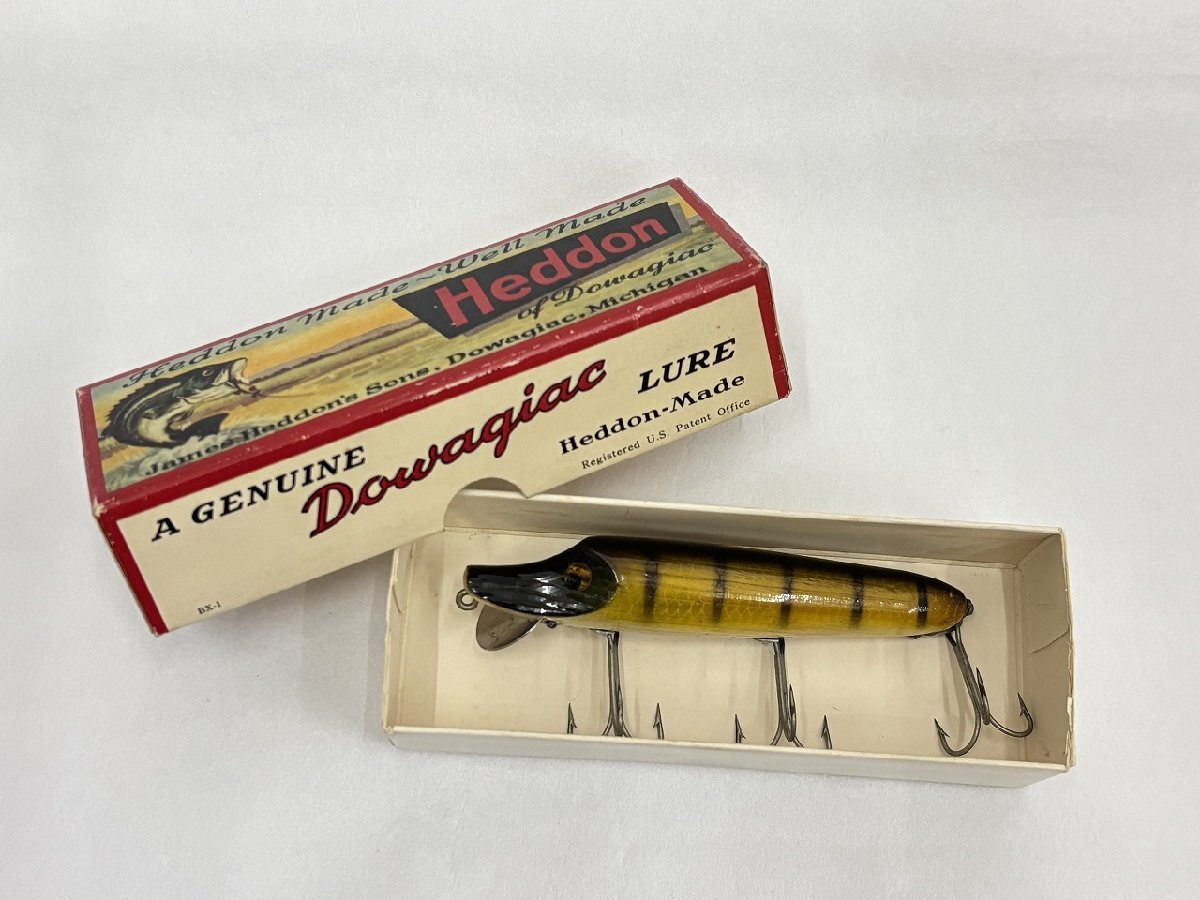 Heddon Made~Well Made
Heddon
of Dowagiac
James Heddon's Sons, Dowagiac, Michigan
A GENUINE Dowagiac LURE
Heddon-Made
Registered U.S. Patent Office
BX-1